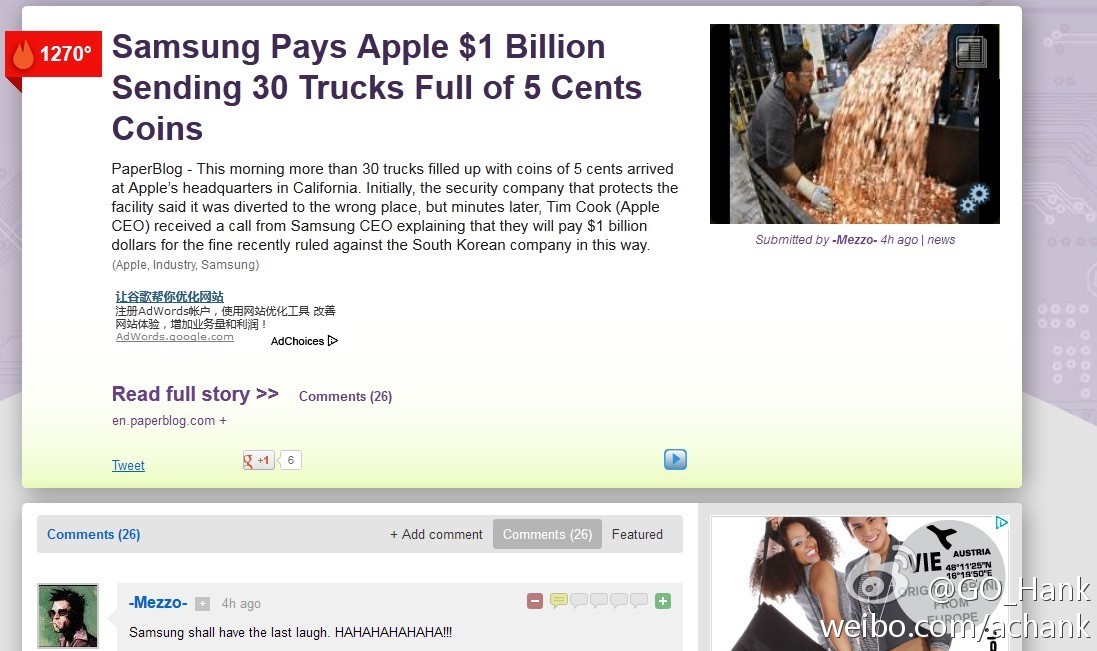 1270°
Samsung Pays Apple $1 Billion
Sending 30 Trucks Full of 5 Cents
Coins
PaperBlog - This morning more than 30 trucks filled up with coins of 5 cents arrived
at Apple's headquarters in California. Initially, the security company that protects the
facility said it was diverted to the wrong place, but minutes later, Tim Cook (Apple
CEO) received a call from Samsung CEO explaining that they will pay $1 billion
dollars for the fine recently ruled against the South Korean company in this way.
(Apple, Industry, Samsung)
Submitted by -Mezzo- 4h ago | news
让谷歌帮你优化网站
注册AdWords帐户，使用网站优化工具 改善
网站体验，增加业务量和利润！
AdWords.google.com
AdChoices
Read full story >> Comments (26)
en.paperblog.com +
Tweet
g +1 6
Comments (26) + Add comment Comments (26) Featured
-Mezzo- + 4h ago
Samsung shall have the last laugh. HAHAHAHAHAHA!!!
VIE
AUSTRIA
48°11'25"N
16°19'50"E
FROM
EUROPE
@GO_Hank
weibo.com/achank